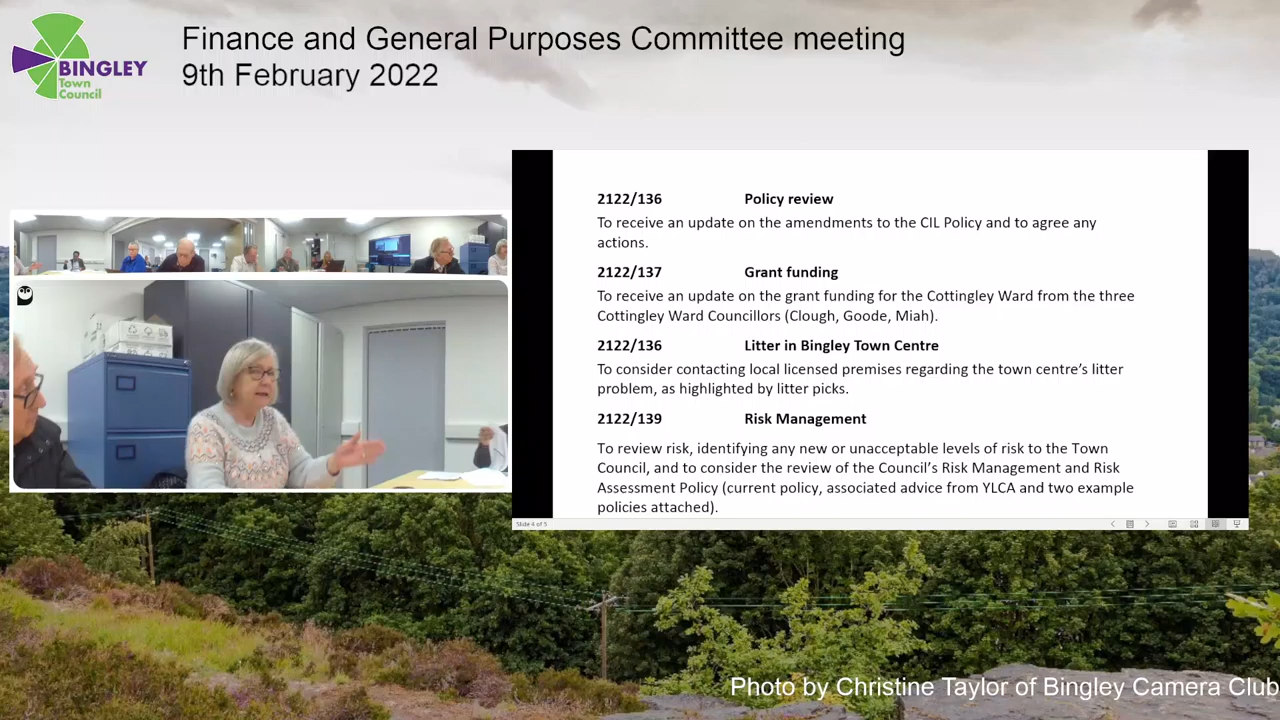 BINGLEY
Town
Council
Finance and General Purposes Committee meeting
9th February 2022
2122/136 Policy review
To receive an update on the amendments to the CIL Policy and to agree any
actions.
2122/137 Grant funding
To receive an update on the grant funding for the Cottingley Ward from the three
Cottingley Ward Councillors (Clough, Goode, Miah).
2122/136 Litter in Bingley Town Centre
To consider contacting local licensed premises regarding the town centre's litter
problem, as highlighted by litter picks.
2122/139 Risk Management
To review risk, identifying any new or unacceptable levels of risk to the Town
Council, and to consider the review of the Council's Risk Management and Risk
Assessment Policy (current policy, associated advice from YLCA and two example
policies attached).
Slide 4 of 5
Photo by Christine Taylor of Bingley Camera Club